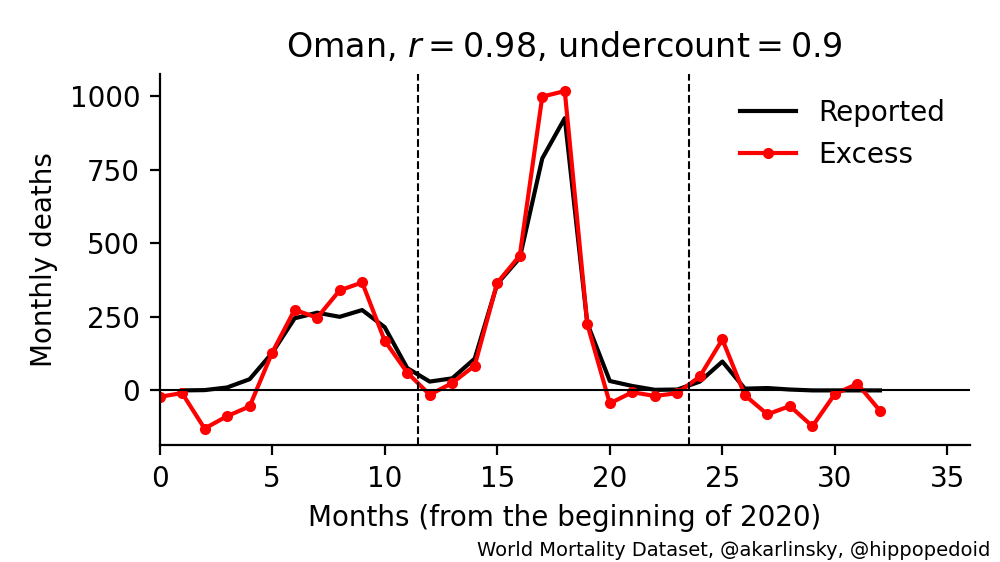 Oman, r = 0.98, undercount = 0.9
1000
750
500
250
0
Monthly deaths
Reported
Excess
0 5 10 15 20 25 30 35
Months (from the beginning of 2020)
World Mortality Dataset, @akarlinsky, @hippopedoid